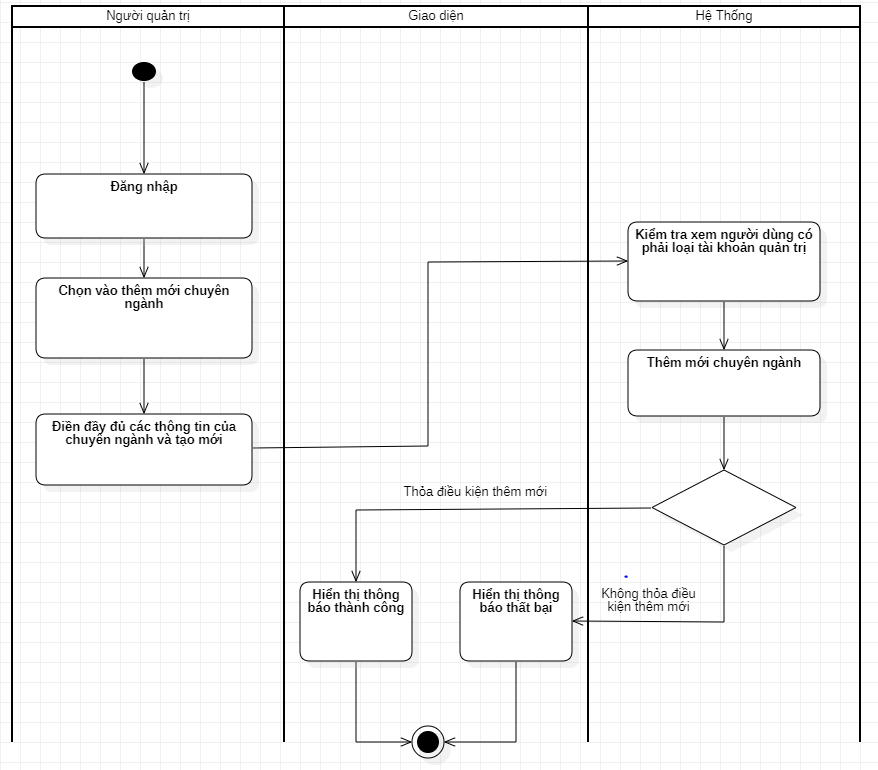 Người quản trị
Giao diện
Hệ Thống
Đăng nhập
Chọn vào thêm mới chuyên
ngành
Điền đầy đủ các thông tin của
chuyên ngành và tạo mới
Kiểm tra xem người dùng có
phải loại tài khoản quản trị
Thêm mới chuyên ngành
Thỏa điều kiện thêm mới
Không thỏa điều
kiện thêm mới
Hiển thị thông
báo thành công
Hiển thị thông
báo thất bại